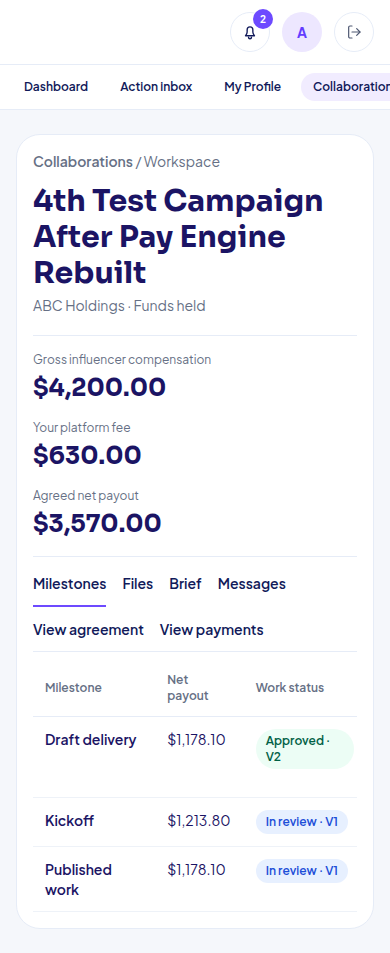 2
A
Dashboard Action Inbox My Profile Collaboration
Collaborations / Workspace
4th Test Campaign
After Pay Engine
Rebuilt
ABC Holdings · Funds held
Gross influencer compensation
$4,200.00
Your platform fee
$630.00
Agreed net payout
$3,570.00
Milestones Files Brief Messages
View agreement View payments
Milestone Net payout Work status
Draft delivery $1,178.10 Approved · V2
Kickoff $1,213.80 In review · V1
Published work $1,178.10 In review · V1